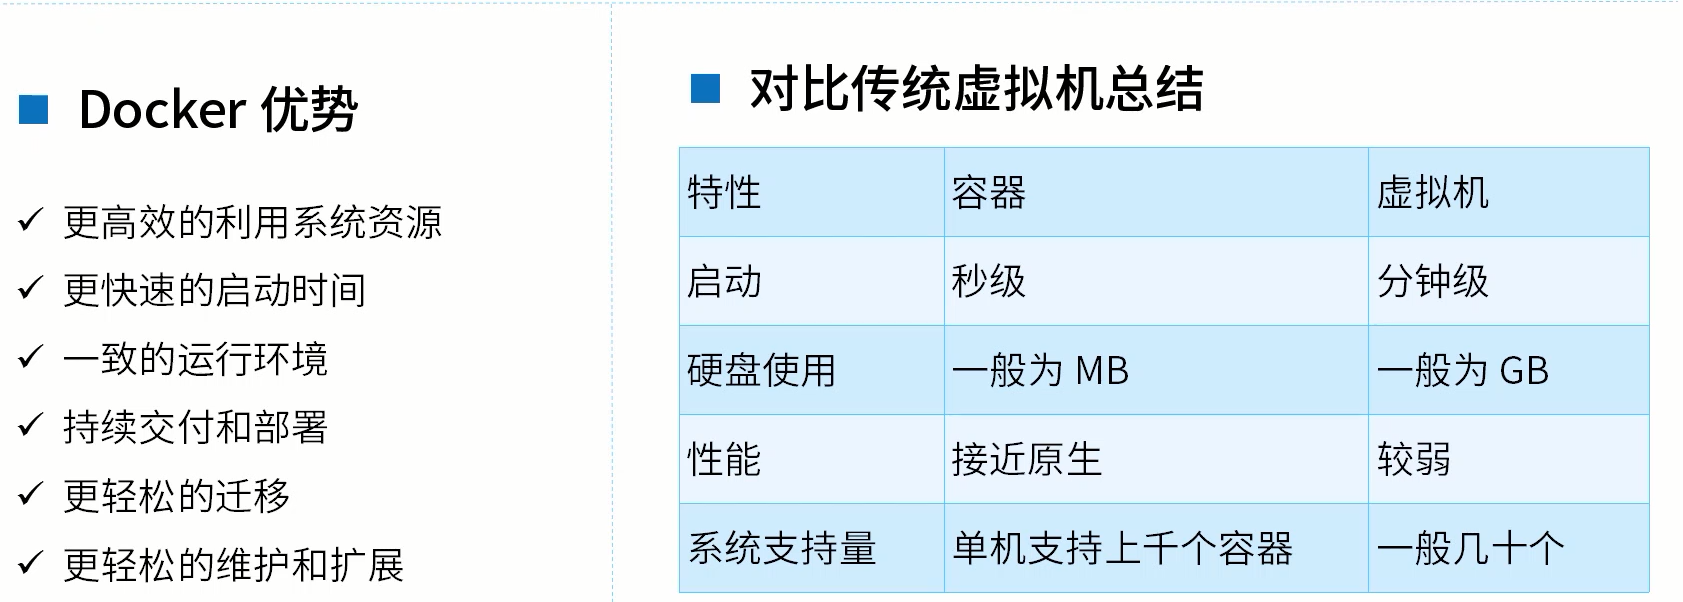 Docker 优势
更高效的利用系统资源
更快速的启动时间
一致的运行环境
持续交付和部署
更轻松的迁移
更轻松的维护和扩展
对比传统虚拟机总结
特性 容器 虚拟机
启动 秒级 分钟级
硬盘使用 一般为 MB 一般为 GB
性能 接近原生 较弱
系统支持量 单机支持上千个容器 一般几十个